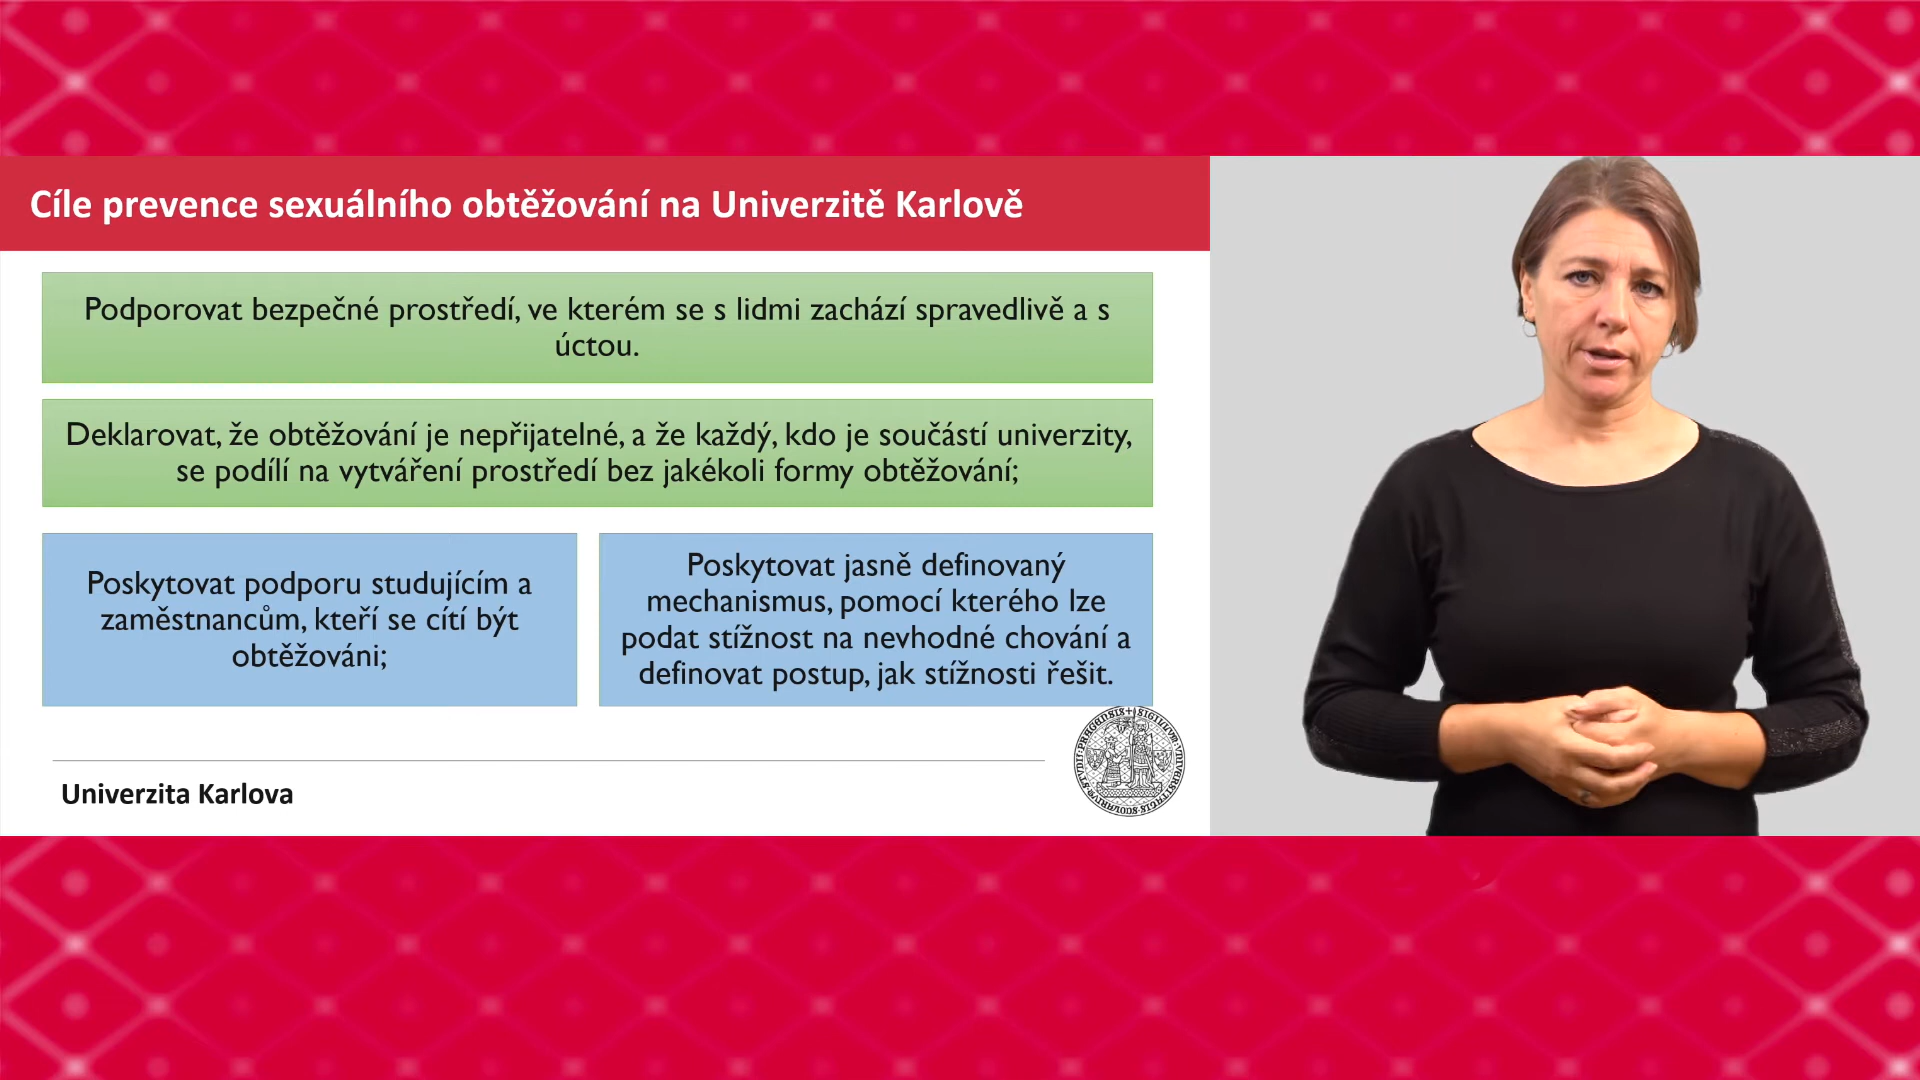 Cíle prevence sexuálního obtěžování na Univerzitě Karlově
Podporovat bezpečné prostředí, ve kterém se s lidmi zachází spravedlivě a s
úctou.
Deklarovat, že obtěžování je nepřijatelné, a že každý, kdo je součástí univerzity,
se podílí na vytváření prostředí bez jakékoli formy obtěžování;
Poskytovat podporu studujícím a
zaměstnancům, kteří se cítí být
obtěžováni;
Poskytovat jasně definovaný
mechanismus, pomocí kterého lze
podat stížnost na nevhodné chování a
definovat postup, jak stížnosti řešit.
Univerzita Karlova